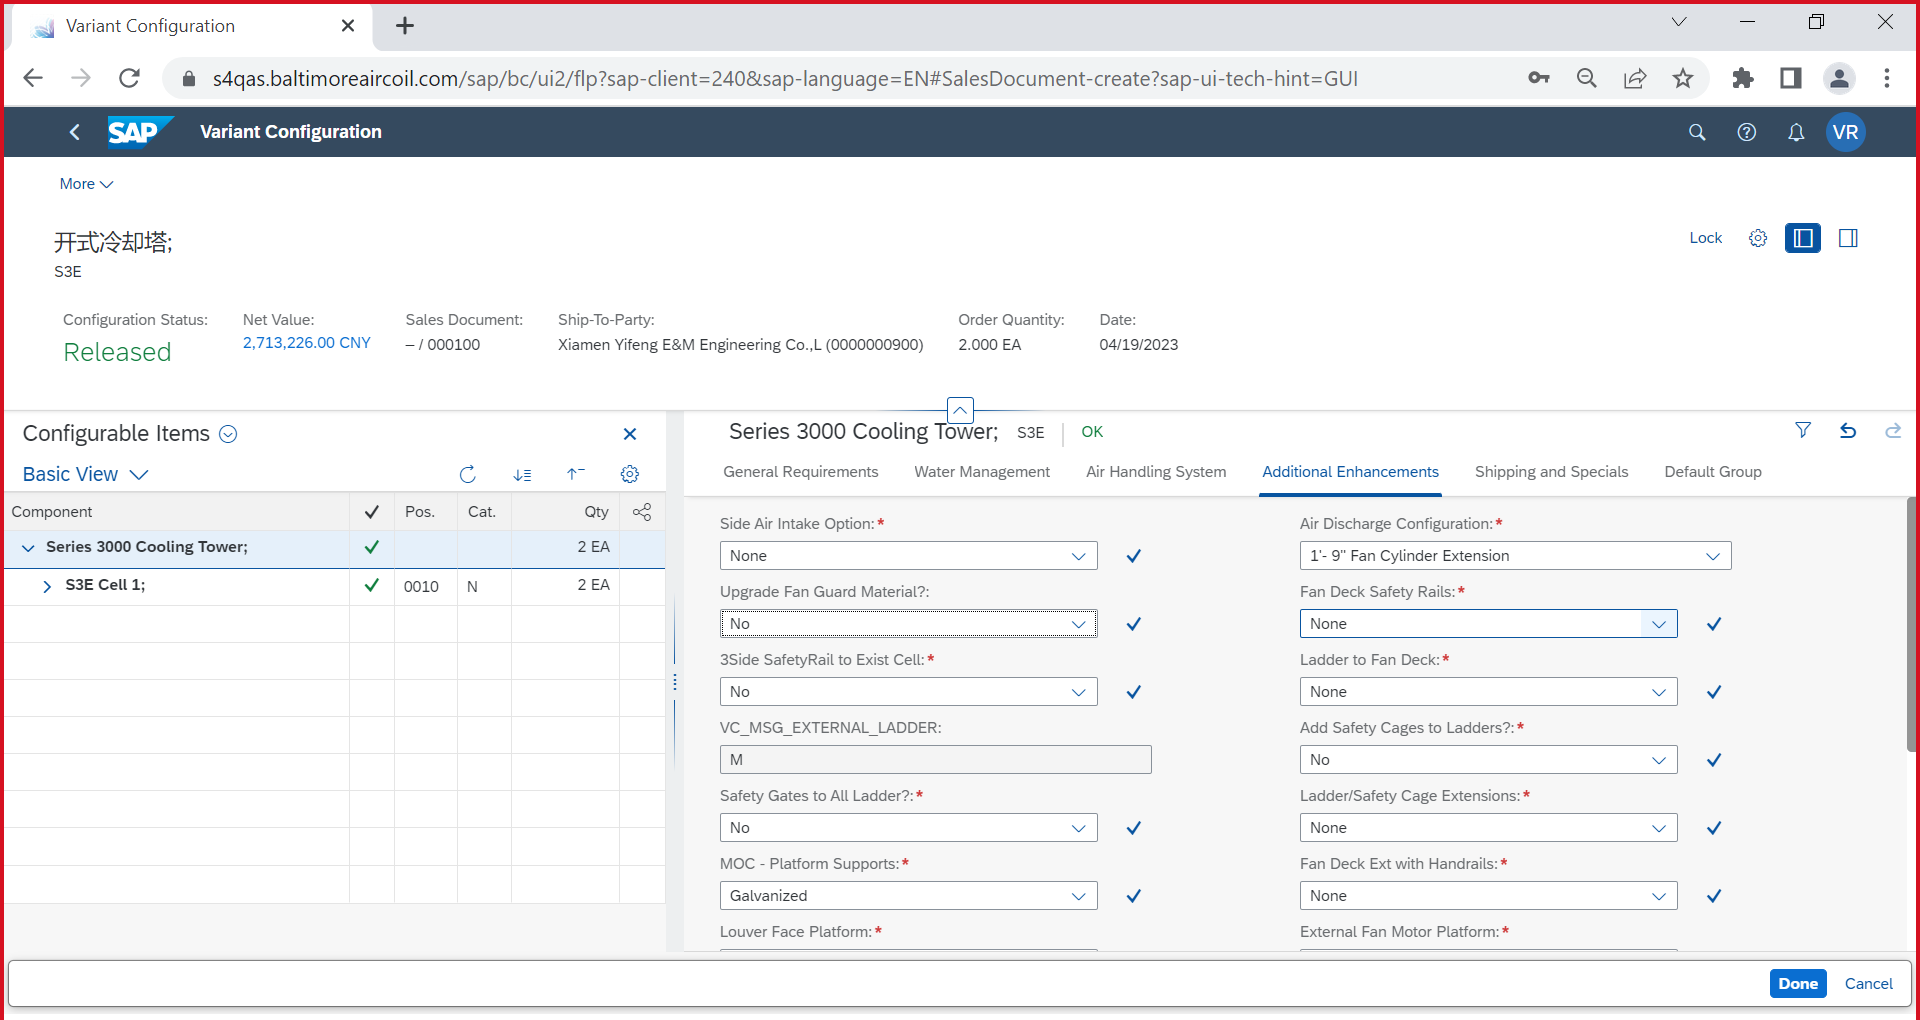 Variant Configuration
s4qas.baltimoreaircoil.com/sap/bc/ui2/flp?sap-client=240&sap-language=EN#SalesDocument-create?sap-ui-tech-hint=GUI
SAP Variant Configuration VR
More
开式冷却塔;
S3E
Lock
Configuration Status: Net Value: Sales Document: Ship-To-Party: Order Quantity: Date:
Released 2,713,226.00 CNY – / 000100 Xiamen Yifeng E&M Engineering Co.,L (0000000900) 2.000 EA 04/19/2023
Configurable Items
Basic View
Component Pos. Cat. Qty
Series 3000 Cooling Tower; 2 EA
S3E Cell 1; 0010 N 2 EA
Series 3000 Cooling Tower; S3E OK
General Requirements Water Management Air Handling System Additional Enhancements Shipping and Specials Default Group
Side Air Intake Option:* Air Discharge Configuration:*
None 1'- 9" Fan Cylinder Extension
Upgrade Fan Guard Material?: Fan Deck Safety Rails:*
No None
3Side SafetyRail to Exist Cell:* Ladder to Fan Deck:*
No None
VC_MSG_EXTERNAL_LADDER: Add Safety Cages to Ladders?:*
M No
Safety Gates to All Ladder?:* Ladder/Safety Cage Extensions:*
No None
MOC - Platform Supports:* Fan Deck Ext with Handrails:*
Galvanized None
Louver Face Platform:* External Fan Motor Platform:*
Done Cancel